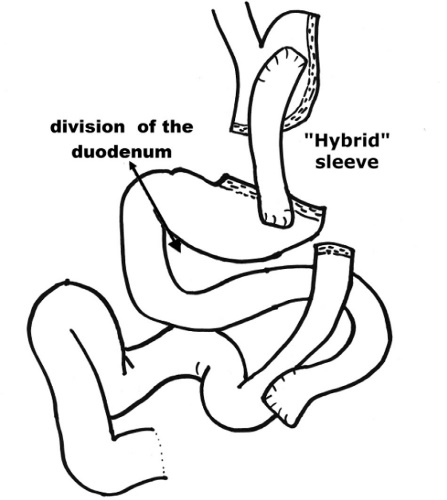 division of the
duodenum
"Hybrid"
sleeve